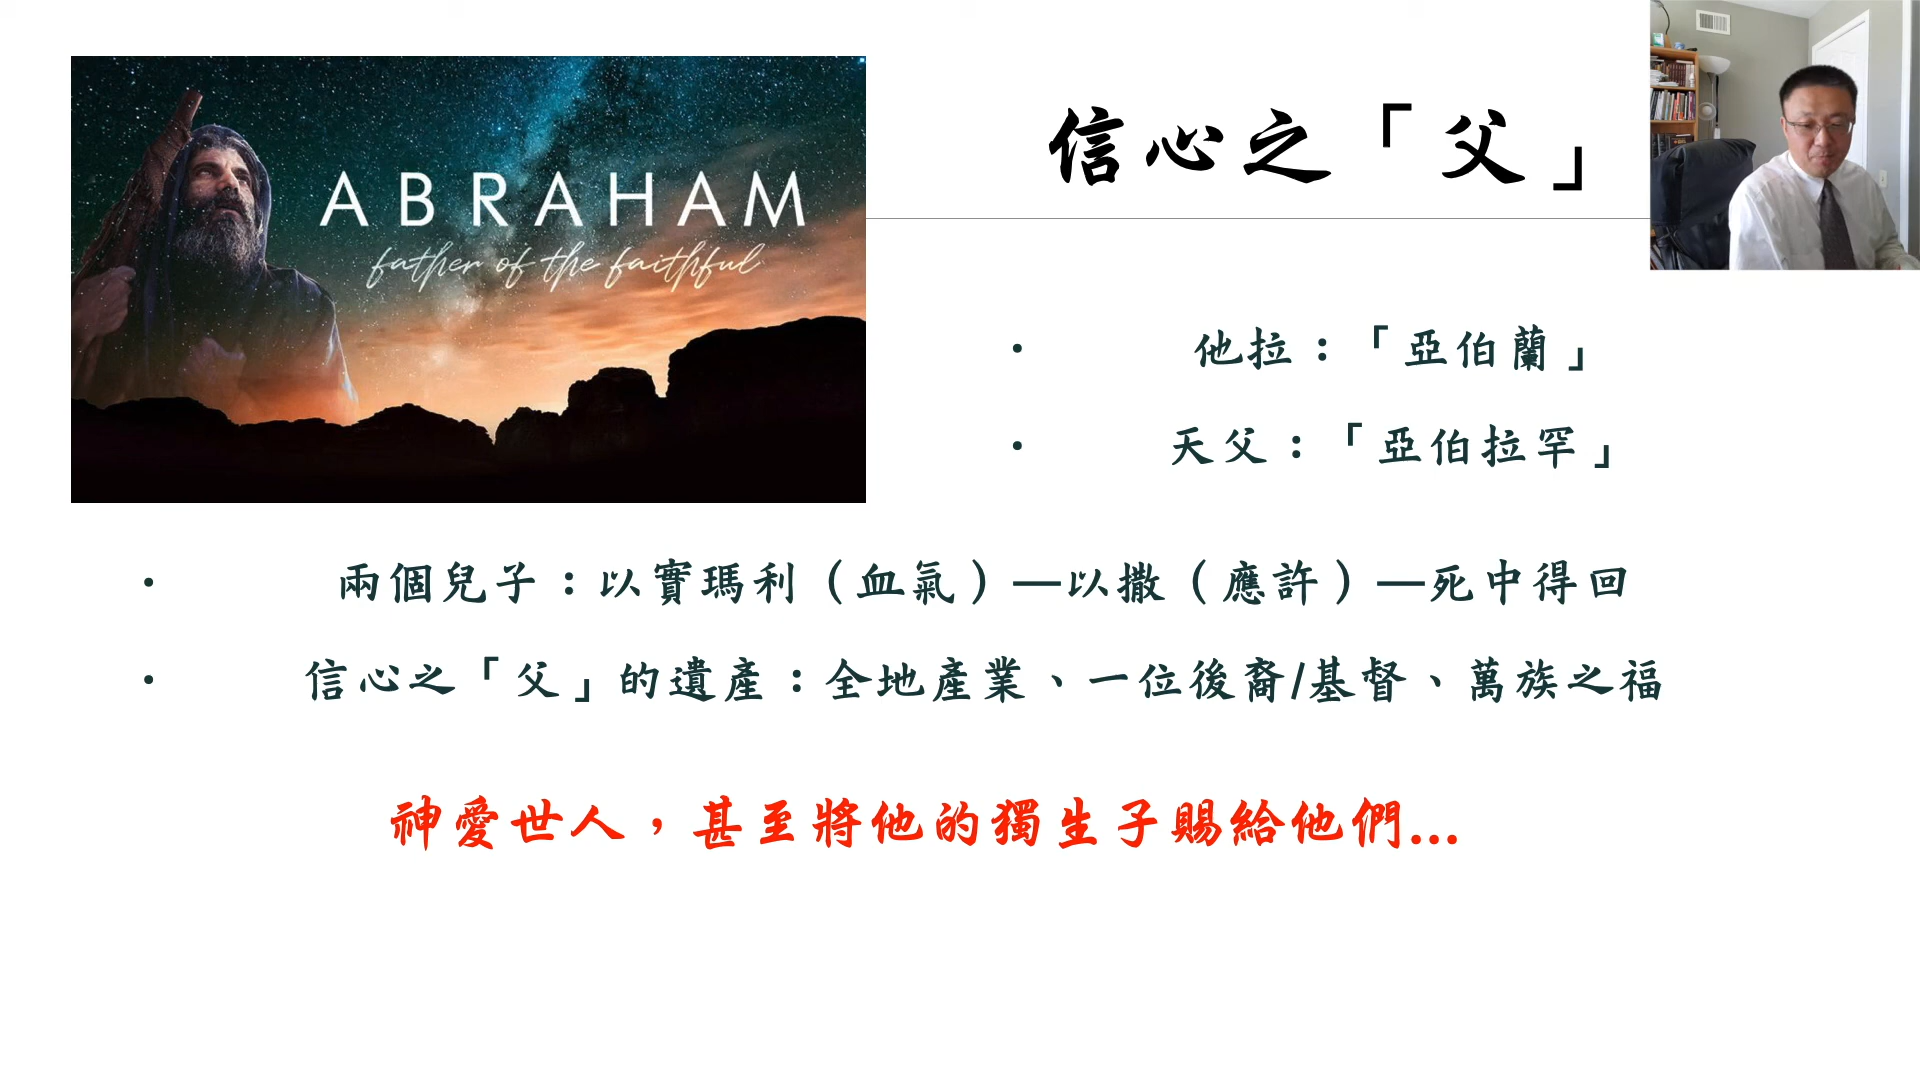 ABRAHAM
father of the faithful
信心之「父」
• 他拉：「亞伯蘭」
• 天父：「亞伯拉罕」
• 兩個兒子：以實瑪利（血氣）—以撒（應許）—死中得回
• 信心之「父」的遺產：全地產業、一位後裔/基督、萬族之福
神愛世人，甚至將他的獨生子賜給他們...